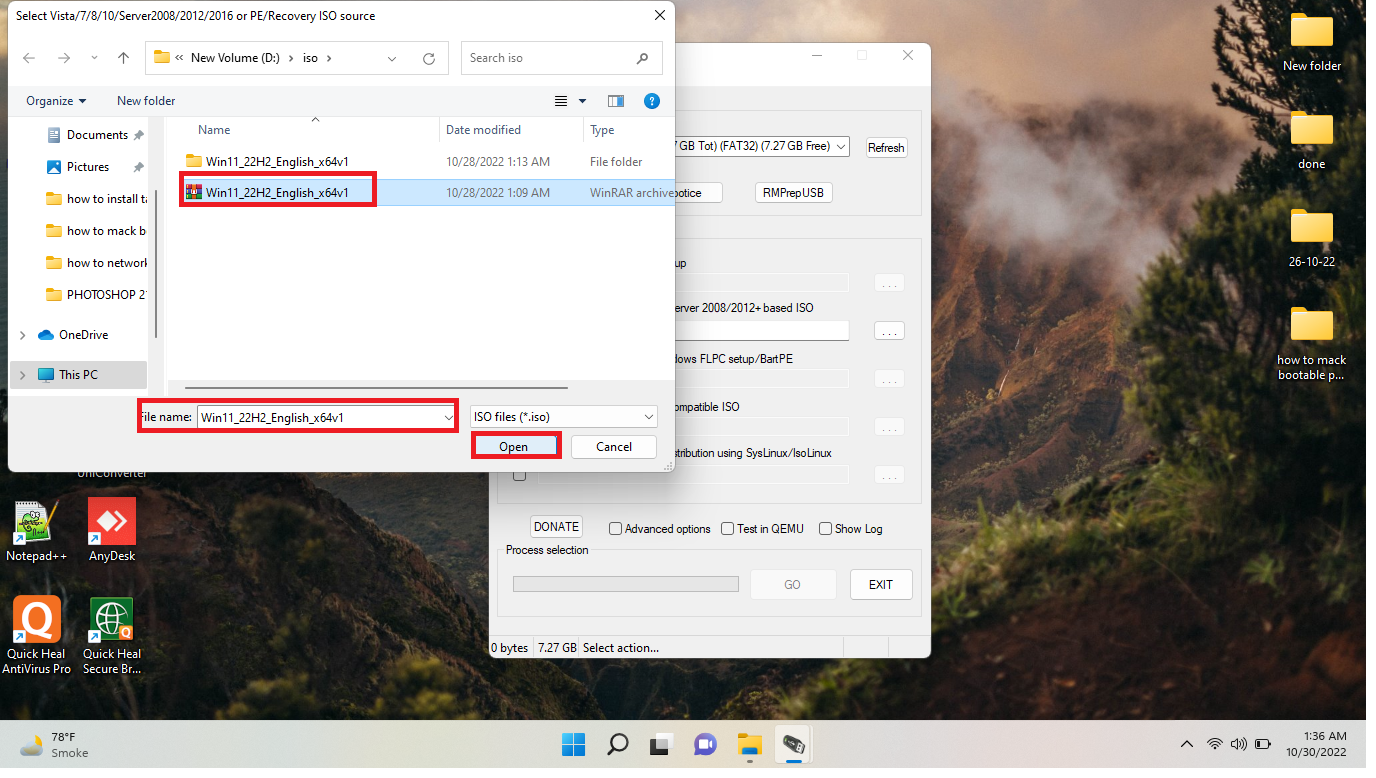 Select Vista/7/8/10/Server2008/2012/2016 or PE/Recovery ISO source
« New Volume (D:) > iso >
Search iso
Organize
New folder
Name
Date modified
Type
Documents
Pictures
how to install ta
how to mack b
how to network
PHOTOSHOP 21
OneDrive
This PC
Win11_22H2_English_x64v1 10/28/2022 1:13 AM File folder
Win11_22H2_English_x64v1 10/28/2022 1:09 AM WinRAR archive
File name: Win11_22H2_English_x64v1
ISO files (*.iso)
Open
Cancel
GB Tot) (FAT32) (7.27 GB Free)
Refresh
RMPrepUSB
erver 2008/2012+ based ISO
...
...
dows FLPC setup/BartPE
...
ompatible ISO
...
stribution using SysLinux/IsoLinux
...
DONATE
Advanced options
Test in QEMU
Show Log
Process selection
GO
EXIT
0 bytes
7.27 GB
Select action...
New folder
done
26-10-22
how to mack
bootable p...
UniConverter
Notepad++
AnyDesk
Quick Heal
AntiVirus Pro
Quick Heal
Secure Br...
78°F
Smoke
1:36 AM
10/30/2022